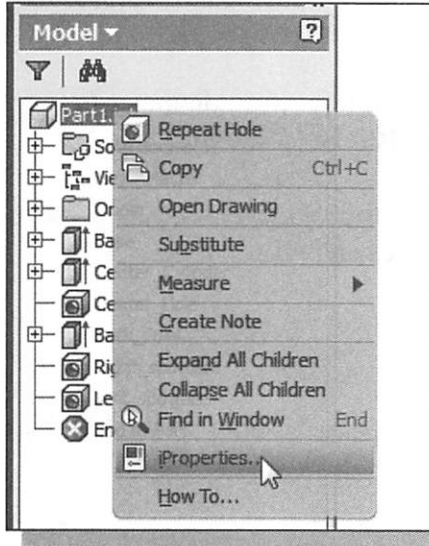 Model
Part1.
So
Vie
Or
Ba
Ce
Ce
Ba
Rig
Le
En
Repeat Hole
Copy Ctrl+C
Open Drawing
Substitute
Measure
Create Note
Expand All Children
Collapse All Children
Find in Window End
iProperties...
How To...